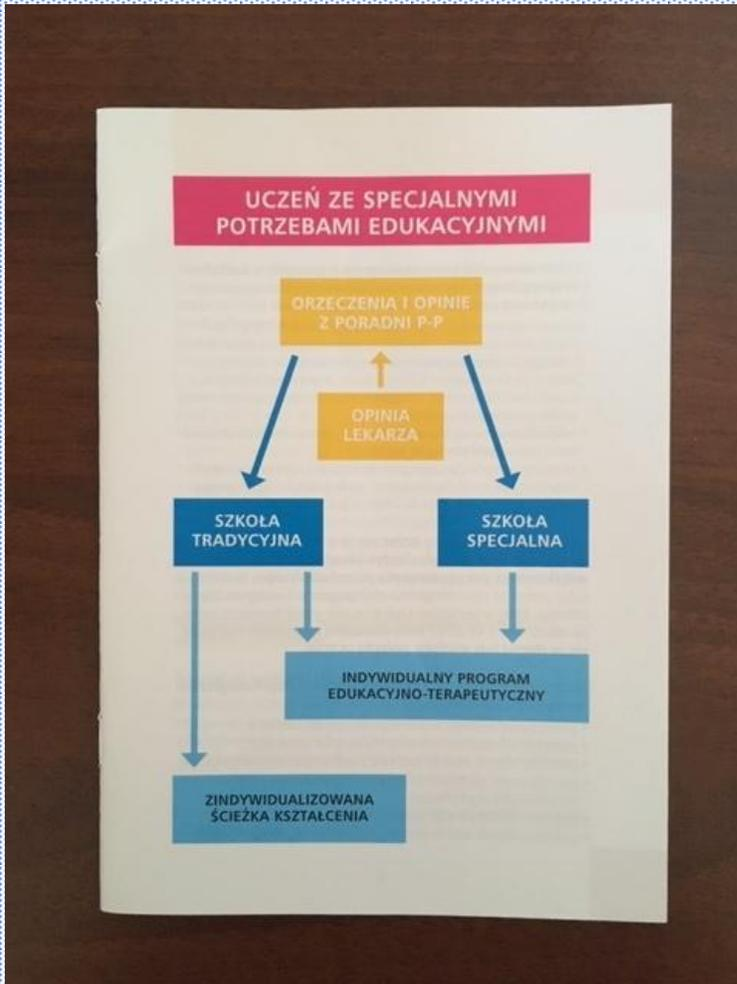 UCZEŃ ZE SPECJALNYMI
POTRZEBAMI EDUKACYJNYMI
ORZECZENIA I OPINIE
Z PORADNI P-P
OPINIA
LEKARZA
SZKOŁA
TRADYCYJNA
SZKOŁA
SPECJALNA
INDYWIDUALNY PROGRAM
EDUKACYJNO-TERAPEUTYCZNY
ZINDYWIDUALIZOWANA
ŚCIEŻKA KSZTAŁCENIA